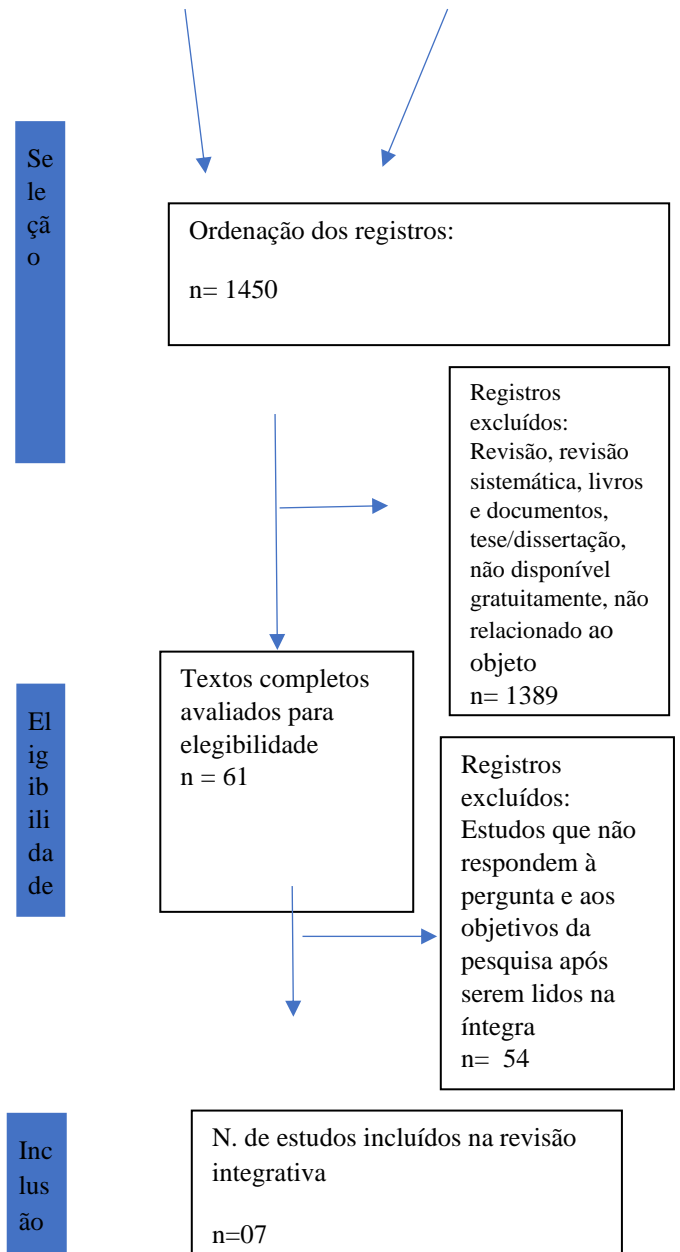 Se
le
çã
o
Ordenação dos registros:
n= 1450
Registros
excluídos:
Revisão, revisão
sistemática, livros
e documentos,
tese/dissertação,
não disponível
gratuitamente, não
relacionado ao
objeto
n= 1389
El
ig
ib
ili
da
de
Textos completos
avaliados para
elegibilidade
n = 61
Registros
excluídos:
Estudos que não
respondem à
pergunta e aos
objetivos da
pesquisa após
serem lidos na
íntegra
n= 54
Inc
lus
ão
N. de estudos incluídos na revisão
integrativa
n=07